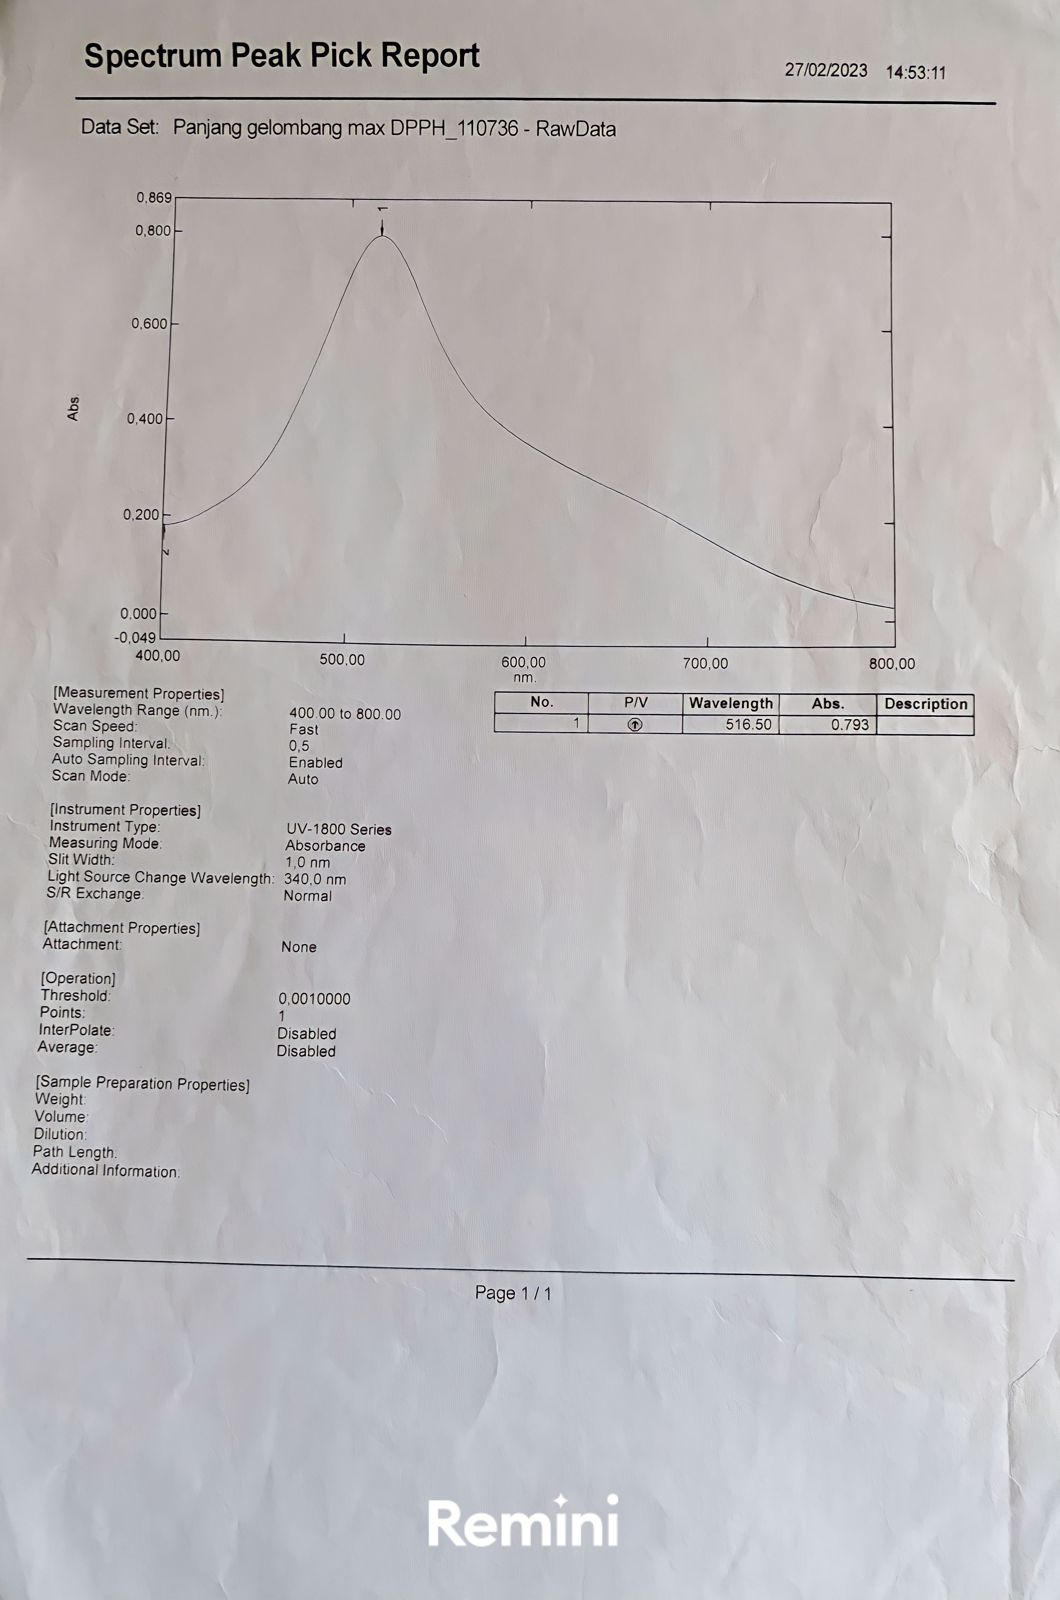 Spectrum Peak Pick Report
27/02/2023 14:53:11
Data Set: Panjang gelombang max DPPH_110736 - RawData
0,869
1
0,800
0,600
Abs.
0,400
0,200
2
0,000
-0,049
400,00 500,00 600,00 700,00 800,00
nm.
[Measurement Properties]
Wavelength Range (nm.): 400.00 to 800.00
Scan Speed: Fast
Sampling Interval: 0,5
Auto Sampling Interval: Enabled
Scan Mode: Auto
No. P/V Wavelength Abs. Description
1 516.50 0.793
[Instrument Properties]
Instrument Type: UV-1800 Series
Measuring Mode: Absorbance
Slit Width: 1,0 nm
Light Source Change Wavelength: 340,0 nm
S/R Exchange: Normal
[Attachment Properties]
Attachment: None
[Operation]
Threshold: 0,0010000
Points: 1
InterPolate: Disabled
Average: Disabled
[Sample Preparation Properties]
Weight:
Volume:
Dilution:
Path Length:
Additional Information:
Page 1 / 1
Remini